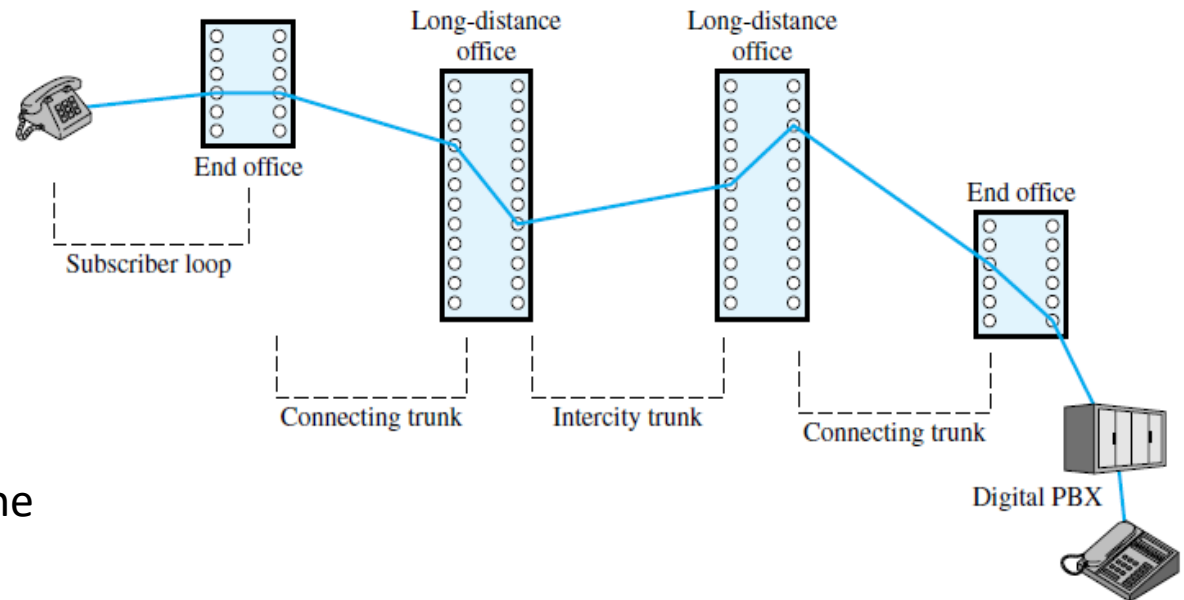 Long-distance
office
Long-distance
office
End office
End office
Subscriber loop
Connecting trunk
Intercity trunk
Connecting trunk
Digital PBX